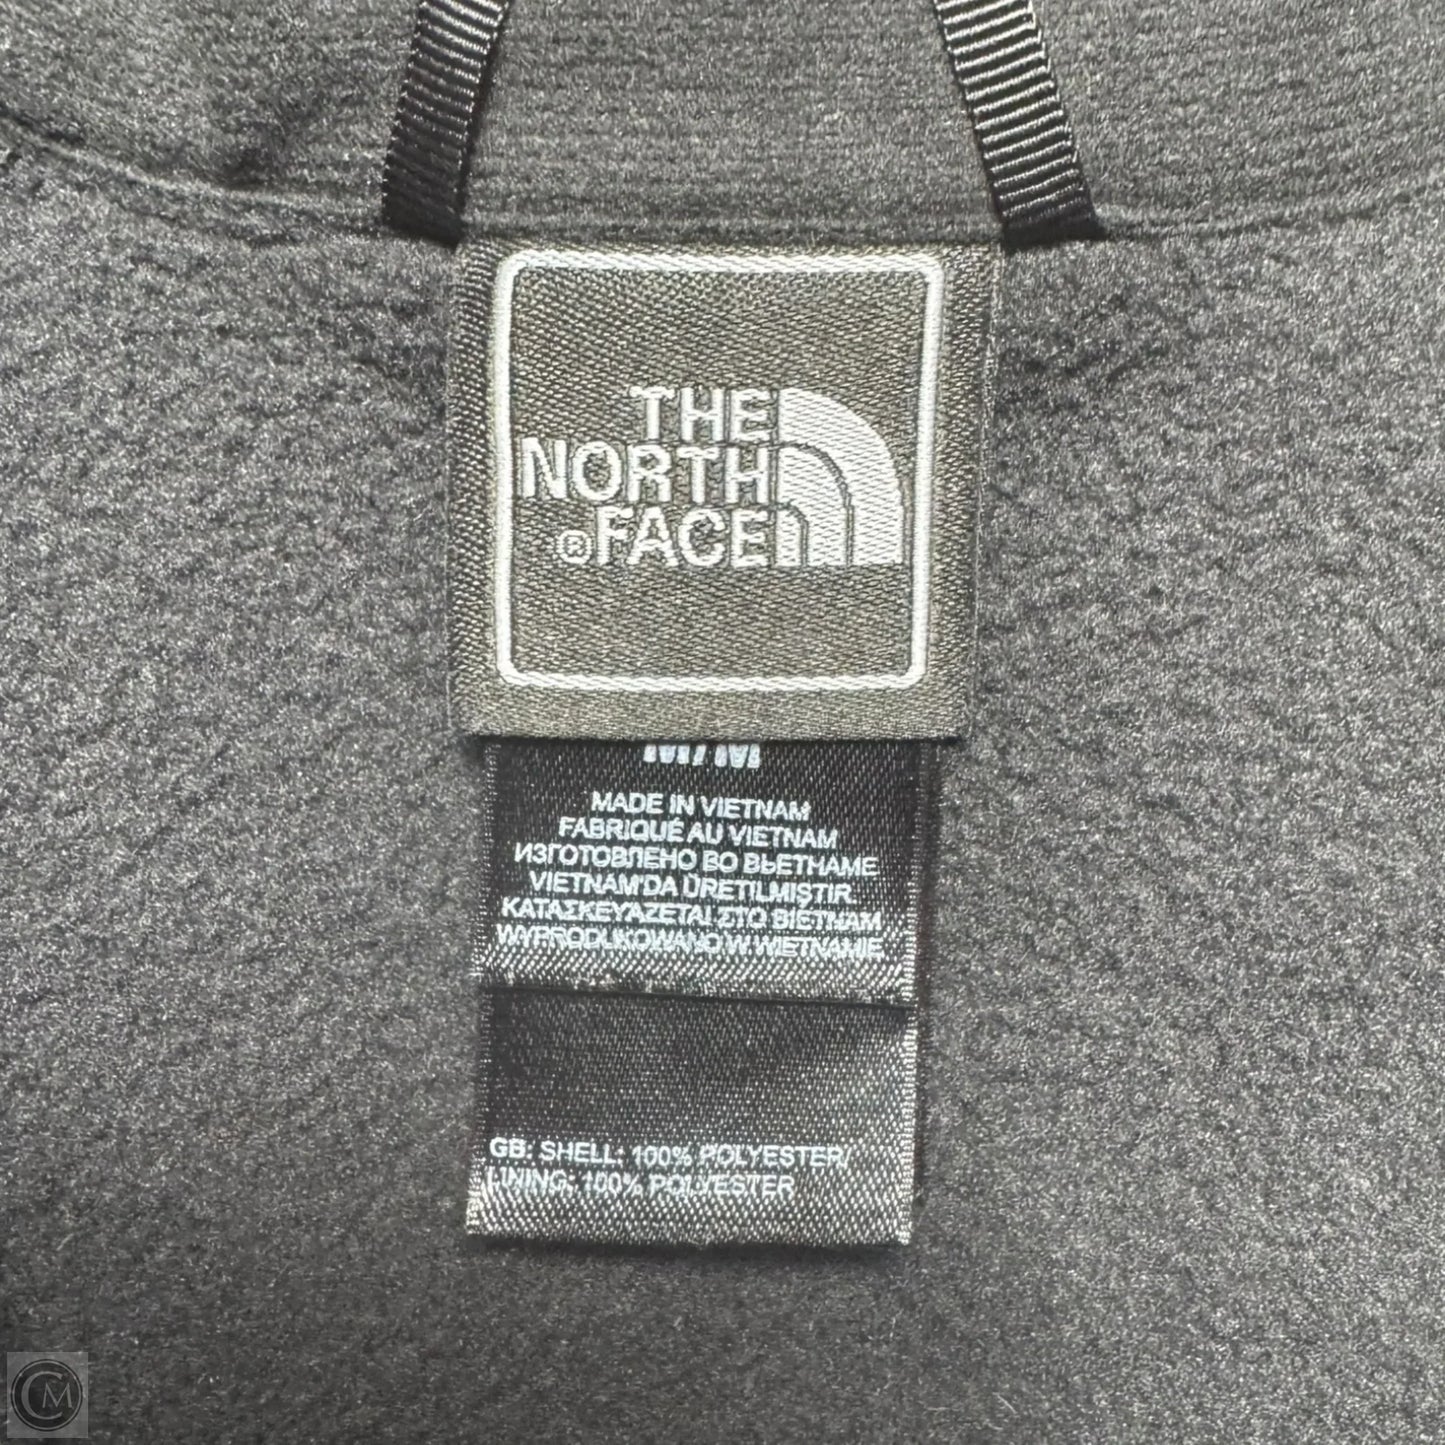 THE
NORTH
®FACE
M/M
MADE IN VIETNAM
FABRIQUÉ AU VIETNAM
ИЗГОТОВЛЕНО ВО ВЬЕТНАМЕ
VIETNAM'DA ÜRETILMIŞTIR
ΚΑΤΑΣΚΕΥΑΖΕΤΑΙ ΣΤΟ ΒΙΕΤΝΑΜ
WYPRODUKOWANO W WIETNAMIE
GB: SHELL: 100% POLYESTER/
LINING: 100% POLYESTER
CM